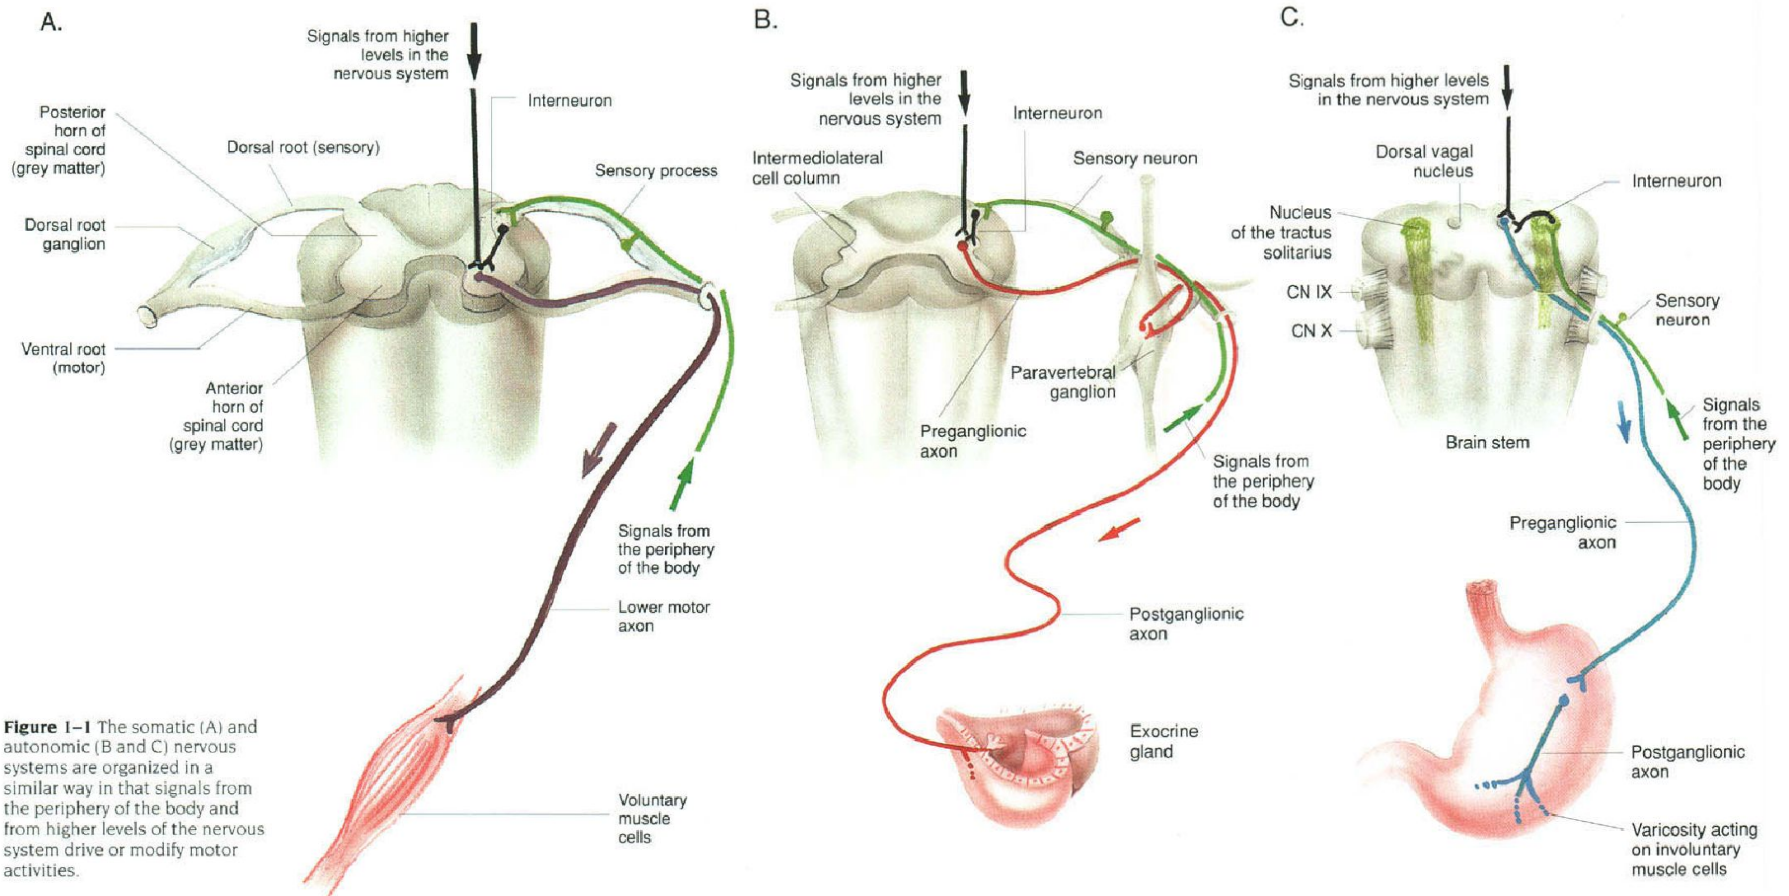 A.
Signals from higher
levels in the
nervous system
Interneuron
Posterior
horn of
spinal cord
(grey matter)
Dorsal root (sensory)
Sensory process
Dorsal root
ganglion
Ventral root
(motor)
Anterior
horn of
spinal cord
(grey matter)
Signals from
the periphery
of the body
Lower motor
axon
Voluntary
muscle
cells
B.
Signals from higher
levels in the
nervous system
Interneuron
Intermediolateral
cell column
Sensory neuron
Paravertebral
ganglion
Preganglionic
axon
Signals from
the periphery
of the body
Postganglionic
axon
Exocrine
gland
C.
Signals from higher levels
in the nervous system
Dorsal vagal
nucleus
Interneuron
Nucleus
of the tractus
solitarius
CN IX
CN X
Sensory
neuron
Signals
from the
periphery
of the
body
Brain stem
Preganglionic
axon
Postganglionic
axon
Varicosity acting
on involuntary
muscle cells
Figure 1–1 The somatic (A) and
autonomic (B and C) nervous
systems are organized in a
similar way in that signals from
the periphery of the body and
from higher levels of the nervous
system drive or modify motor
activities.